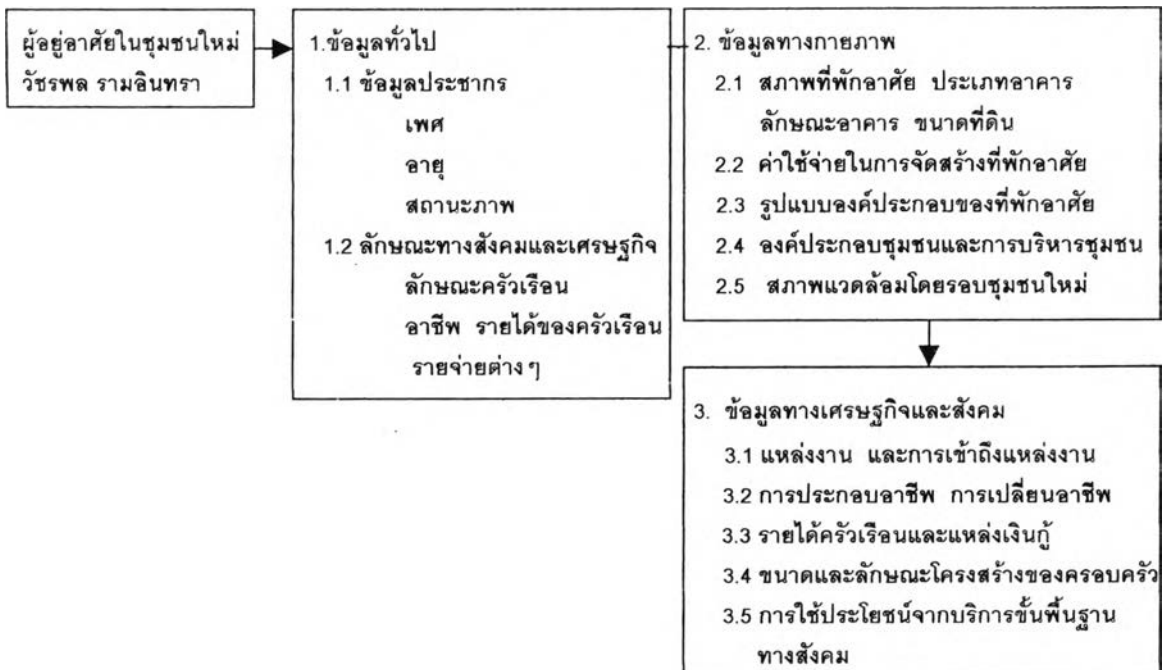 ผู้อยู่อาศัยในชุมชนใหม่
วัชรพล รามอินทรา
1.ข้อมูลทั่วไป
1.1 ข้อมูลประชากร
เพศ
อายุ
สถานะภาพ
1.2 ลักษณะทางสังคมและเศรษฐกิจ
ลักษณะครัวเรือน
อาชีพ รายได้ของครัวเรือน
รายจ่ายต่างๆ
2. ข้อมูลทางกายภาพ
2.1 สภาพที่พักอาศัย ประเภทอาคาร
ลักษณะอาคาร ขนาดที่ดิน
2.2 ค่าใช้จ่ายในการจัดสร้างที่พักอาศัย
2.3 รูปแบบองค์ประกอบของที่พักอาศัย
2.4 องค์ประกอบชุมชนและการบริหารชุมชน
2.5 สภาพแวดล้อมโดยรอบชุมชนใหม่
3. ข้อมูลทางเศรษฐกิจและสังคม
3.1 แหล่งงาน และการเข้าถึงแหล่งงาน
3.2 การประกอบอาชีพ การเปลี่ยนอาชีพ
3.3 รายได้ครัวเรือนและแหล่งเงินกู้
3.4 ขนาดและลักษณะโครงสร้างของครอบครัว
3.5 การใช้ประโยชน์จากบริการขั้นพื้นฐาน
ทางสังคม